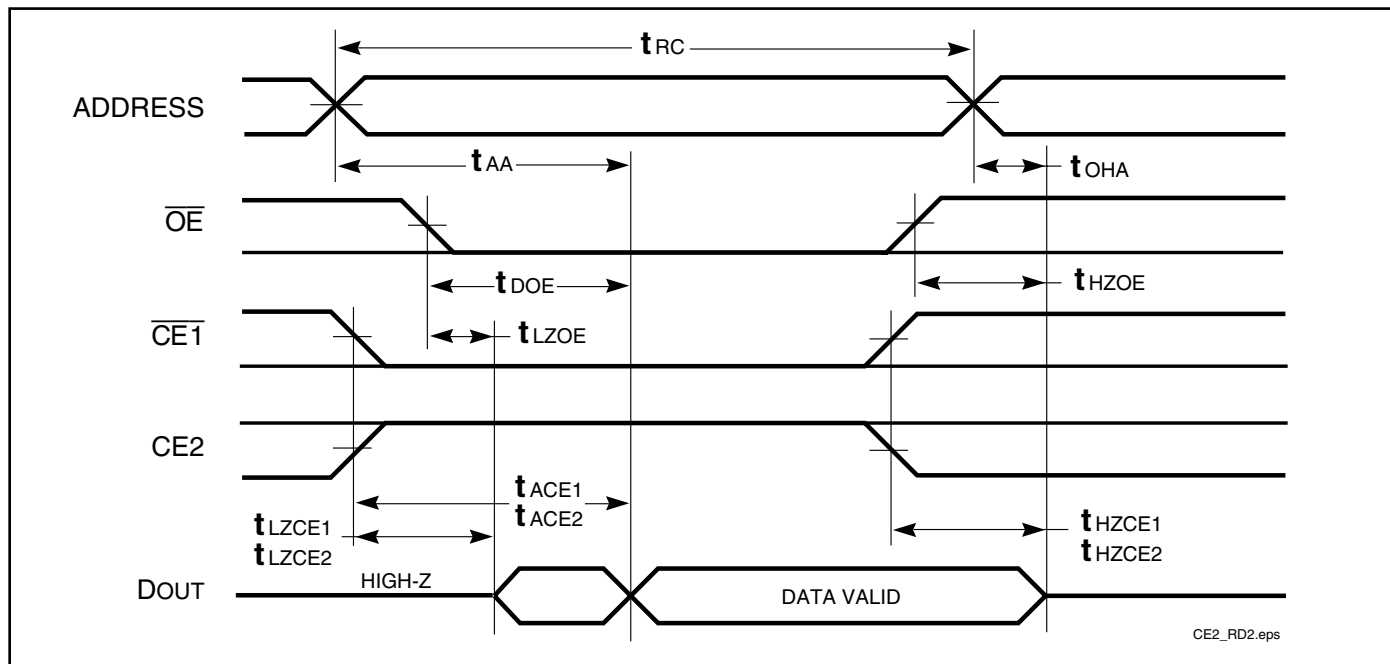 tRC
ADDRESS
tAA
tOHA
OE
tDOE
tHZOE
CE1
tLZOE
CE2
tACE1
tACE2
tLZCE1
tLZCE2
tHZCE1
tHZCE2
HIGH-Z
DOUT
DATA VALID
CE2_RD2.eps